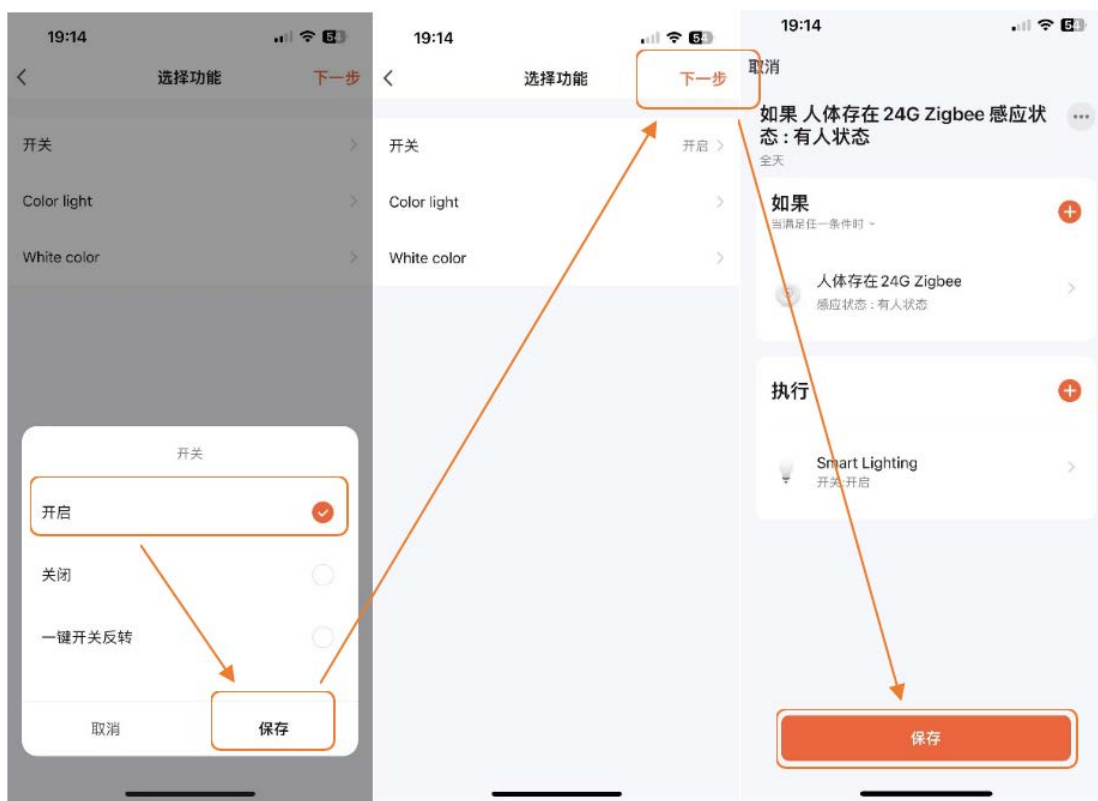 19:14
选择功能
下一步
开关
Color light
White color
开关
开启
关闭
一键开关反转
取消
保存
19:14
选择功能
下一步
开关
开启
Color light
White color
19:14
取消
如果 人体存在 24G Zigbee 感应状
态 : 有人状态
全天
如果
当满足任一条件时
人体存在 24G Zigbee
感应状态 : 有人状态
执行
Smart Lighting
开关:开启
保存